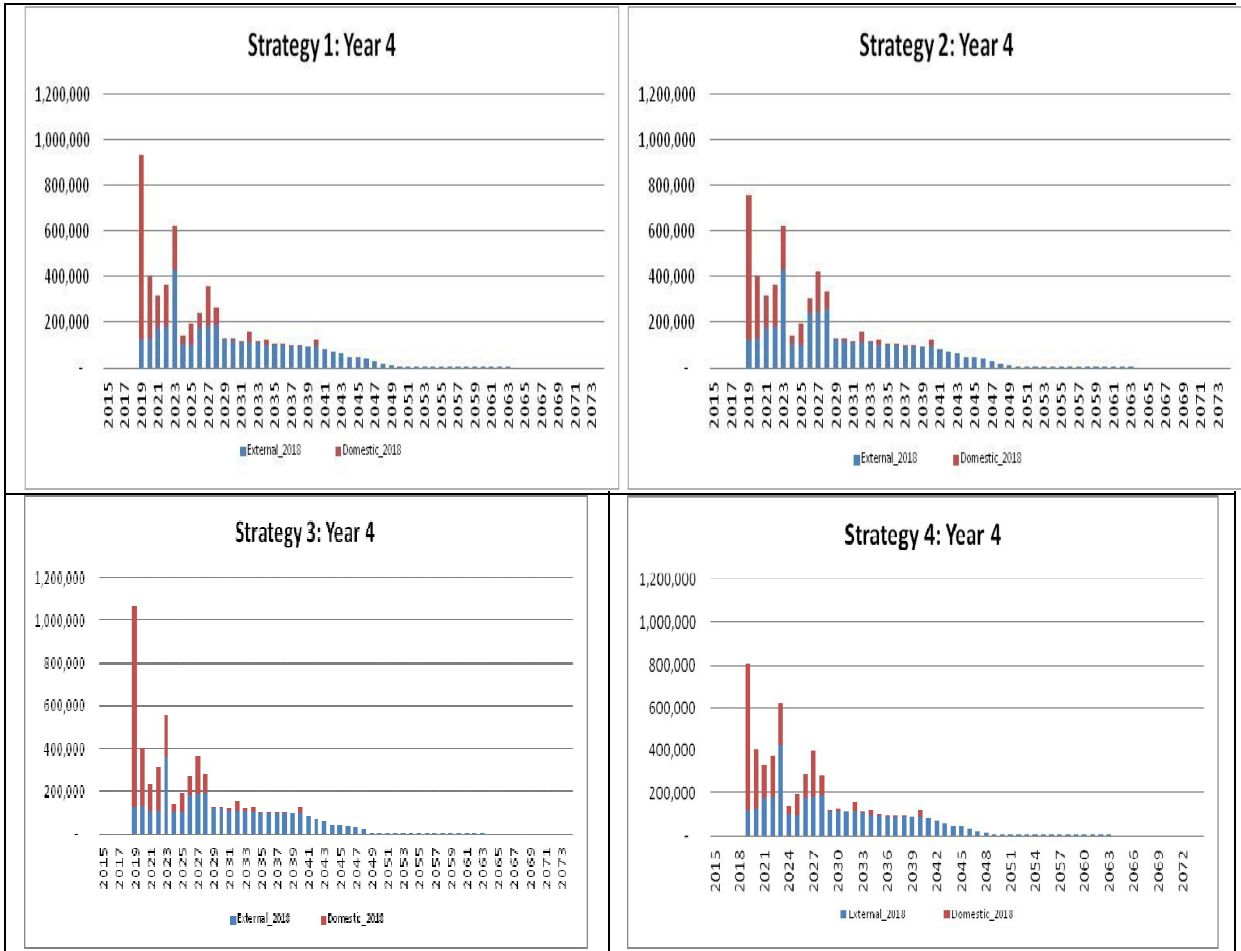 Strategy 1: Year 4
1,200,000
1,000,000
800,000
600,000
400,000
200,000
-
2015 2017 2019 2021 2023 2025 2027 2029 2031 2033 2035 2037 2039 2041 2043 2045 2047 2049 2051 2053 2055 2057 2059 2061 2063 2065 2067 2069 2071 2073
External_2018 Domestic_2018
Strategy 2: Year 4
1,200,000
1,000,000
800,000
600,000
400,000
200,000
-
2015 2017 2019 2021 2023 2025 2027 2029 2031 2033 2035 2037 2039 2041 2043 2045 2047 2049 2051 2053 2055 2057 2059 2061 2063 2065 2067 2069 2071 2073
External_2018 Domestic_2018
Strategy 3: Year 4
1,200,000
1,000,000
800,000
600,000
400,000
200,000
-
2015 2017 2019 2021 2023 2025 2027 2029 2031 2033 2035 2037 2039 2041 2043 2045 2047 2049 2051 2053 2055 2057 2059 2061 2063 2065 2067 2069 2071 2073
External_2018 Domestic_2018
Strategy 4: Year 4
1,200,000
1,000,000
800,000
600,000
400,000
200,000
-
2015 2018 2021 2024 2027 2030 2033 2036 2039 2042 2045 2048 2051 2054 2057 2060 2063 2066 2069 2072
External_2018 Domestic_2018